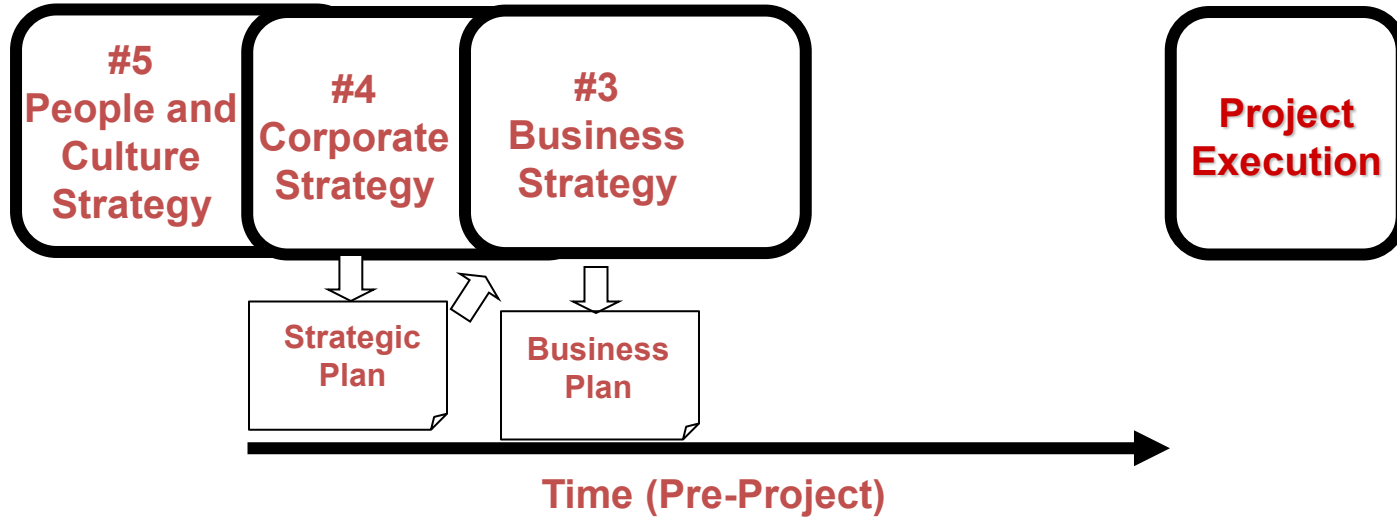 #5
People and
Culture
Strategy
#4
Corporate
Strategy
#3
Business
Strategy
Project
Execution
Strategic
Plan
Business
Plan
Time (Pre-Project)